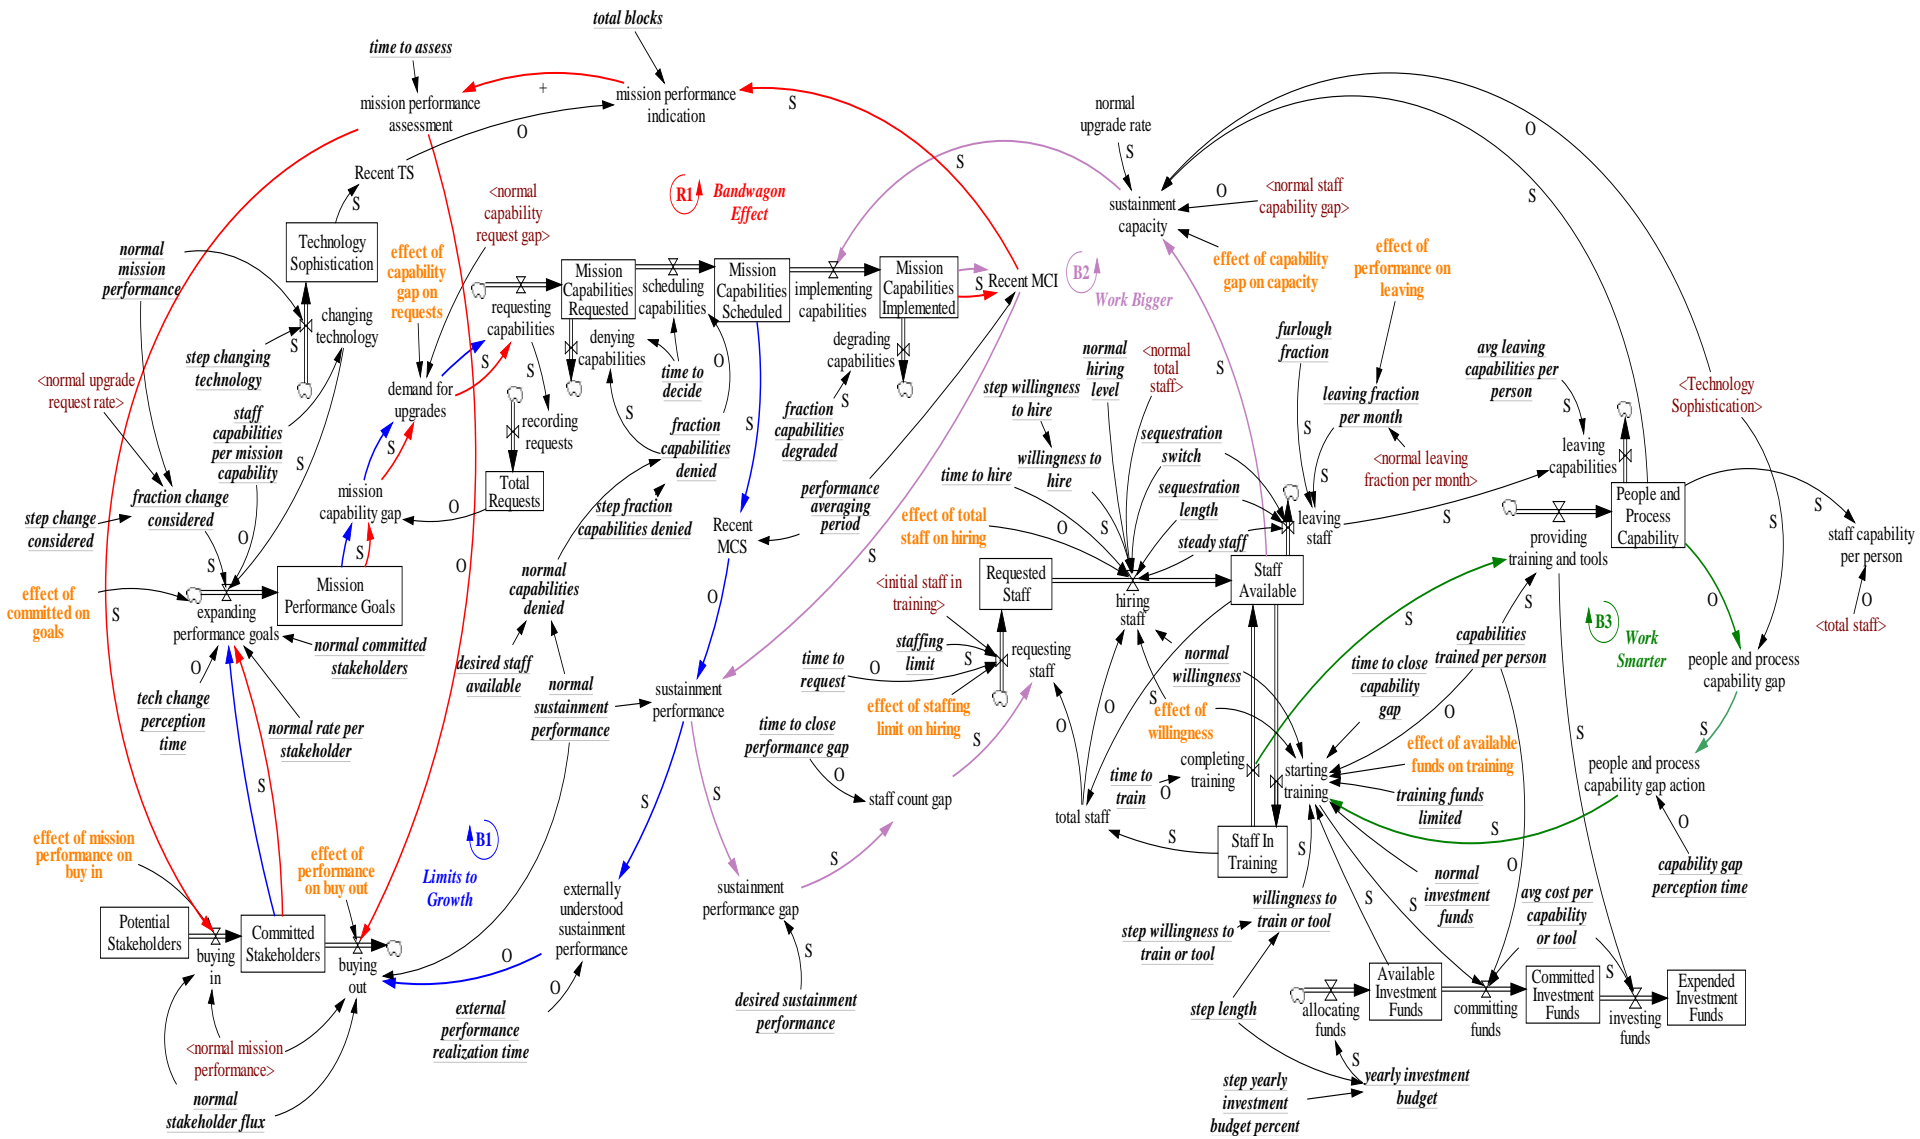 total blocks
time to assess
mission performance
assessment
+
mission performance
indication
S
O
Recent TS
S
Technology
Sophistication
normal
mission
performance
changing
technology
S
step changing
technology
<normal
capability
request gap>
R1
Bandwagon
Effect
effect of
capability
gap on
requests
requesting
capabilities
S
Mission
Capabilities
Requested
scheduling
capabilities
Mission
Capabilities
Scheduled
implementing
capabilities
Mission
Capabilities
Implemented
S
S
Recent MCI
B2
Work Bigger
S
denying
capabilities
time to
decide
O
degrading
capabilities
S
fraction
capabilities
degraded
demand for
upgrades
S
recording
requests
Total
Requests
S
fraction
capabilities
denied
step fraction
capabilities denied
S
performance
averaging
period
<normal upgrade
request rate>
staff
capabilities
per mission
capability
S
S
mission
capability gap
O
fraction change
considered
step change
considered
S
O
S
Mission
Performance Goals
expanding
performance goals
effect of
committed on
goals
S
O
normal committed
stakeholders
tech change
perception
time
normal rate per
stakeholder
O
S
normal
capabilities
denied
desired staff
available
normal
sustainment
performance
Recent
MCS
O
S
sustainment
performance
time to close
performance gap
O
staff count gap
S
S
S
effect of mission
performance on
buy in
effect of
performance
on buy out
B1
Limits to
Growth
Potential
Stakeholders
buying
in
Committed
Stakeholders
buying
out
O
externally
understood
sustainment
performance
O
external
performance
realization time
sustainment
performance gap
S
desired sustainment
performance
<normal mission
performance>
normal
stakeholder flux
normal
upgrade rate
S
sustainment
capacity
O
<normal staff
capability gap>
effect of capability
gap on capacity
effect of
performance on
leaving
O
S
furlough
fraction
normal
hiring
level
<normal
total
staff>
step willingness
to hire
willingness to
hire
time to hire
sequestration
switch
sequestration
length
steady staff
S
S
leaving fraction
per month
S
<normal leaving
fraction per month>
leaving
staff
avg leaving
capabilities per
person
S
leaving
capabilities
S
<Technology
Sophistication>
People and
Process
Capability
S
S
staff capability
per person
O
<total staff>
effect of total
staff on hiring
O
S
Requested
Staff
hiring
staff
Staff
Available
<initial staff in
training>
staffing
limit
S
requesting
staff
time to
request
O
effect of staffing
limit on hiring
S
O
O
O
normal
willingness
S
effect of
willingness
completing
training
time to
train
O
total staff
S
Staff In
Training
starting
training
S
time to close
capability
gap
O
effect of available
funds on training
training funds
limited
S
providing
training and tools
S
capabilities
trained per person
S
B3
Work
Smarter
O
people and process
capability gap
S
people and process
capability gap action
O
capability gap
perception time
S
O
normal
investment
funds
S
S
willingness to
train or tool
step willingness to
train or tool
step length
avg cost per
capability
or tool
S
allocating
funds
Available
Investment
Funds
committing
funds
Committed
Investment
Funds
investing
funds
Expended
Investment
Funds
S
yearly investment
budget
step yearly
investment
budget percent